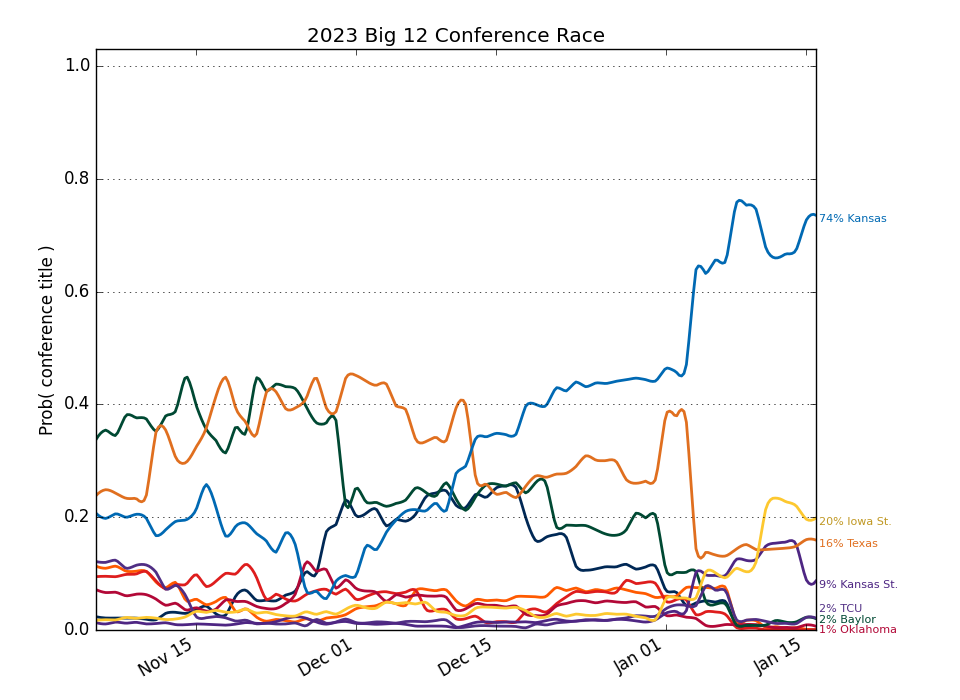 2023 Big 12 Conference Race
Prob( conference title )
1.0
0.8
0.6
0.4
0.2
0.0
74% Kansas
20% Iowa St.
16% Texas
9% Kansas St.
2% TCU
2% Baylor
1% Oklahoma
Nov 15
Dec 01
Dec 15
Jan 01
Jan 15